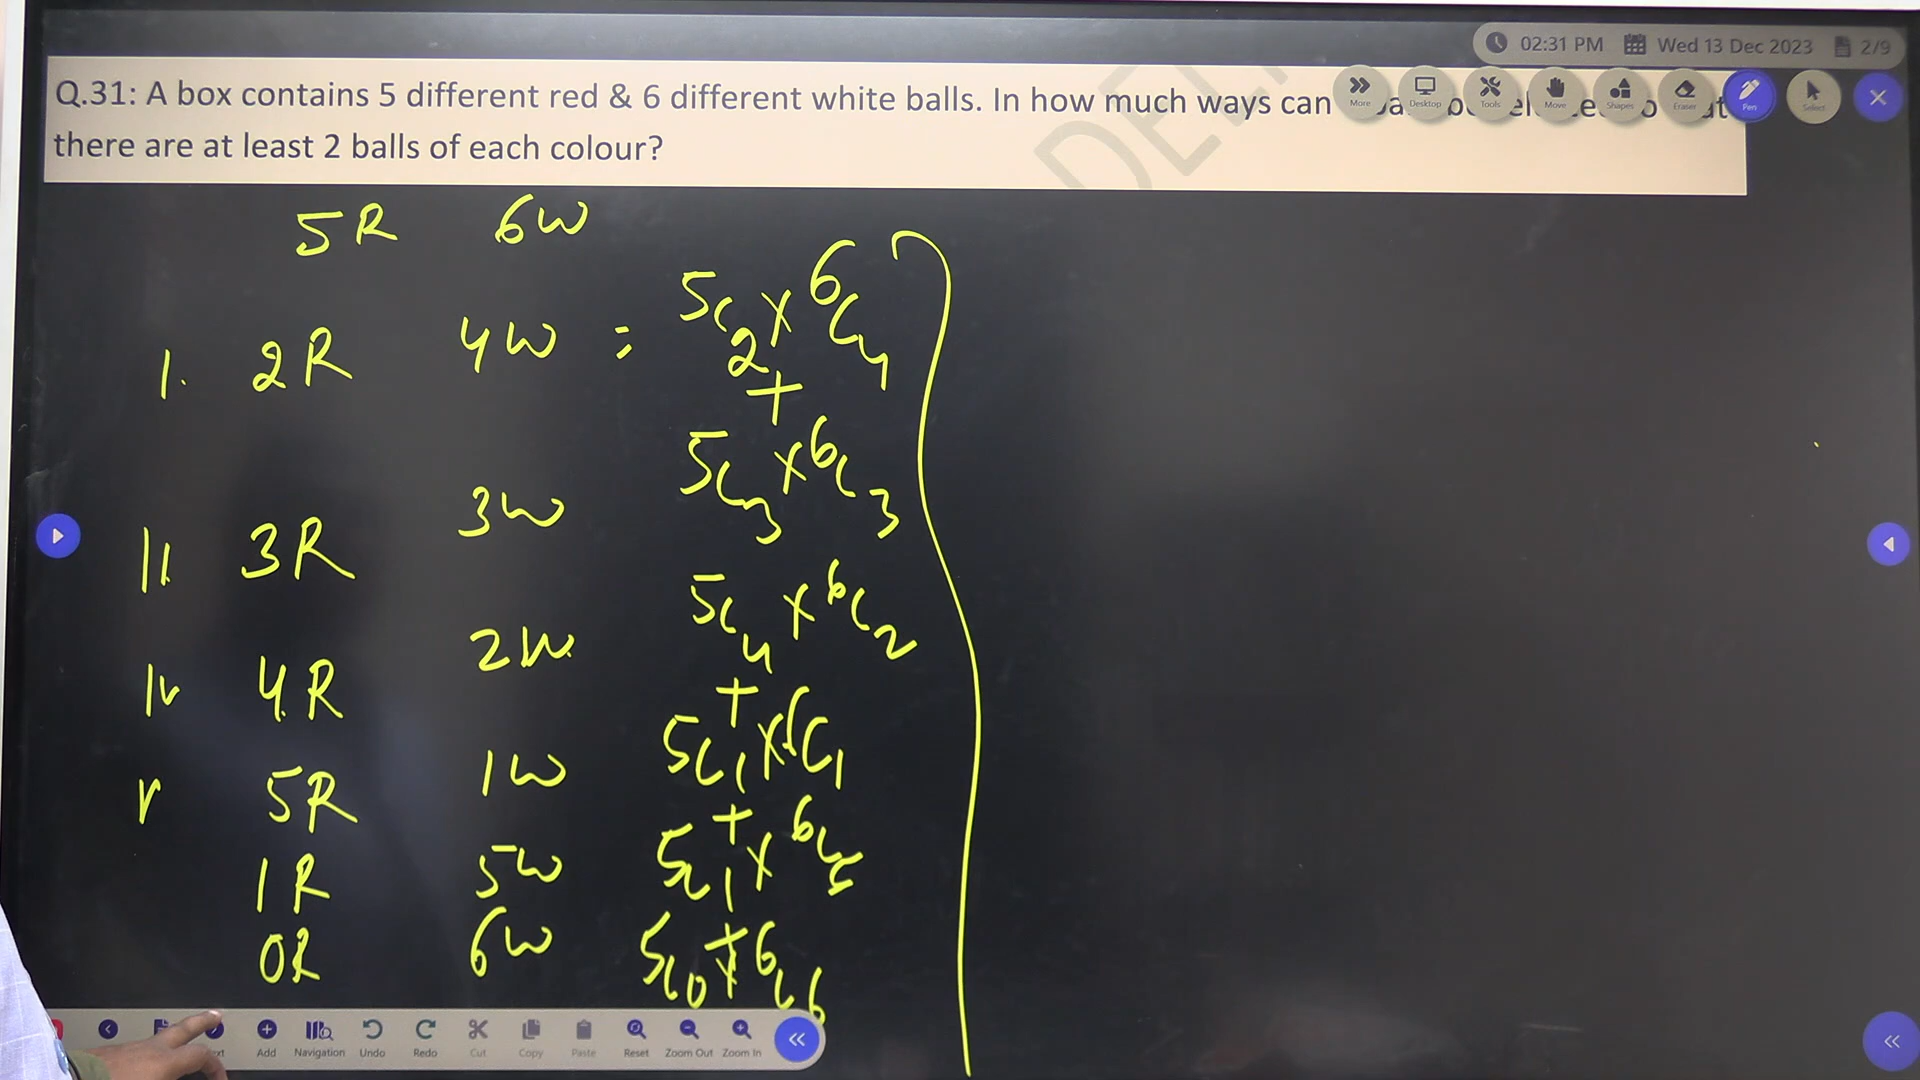 02:31 PM Wed 13 Dec 2023 2/9
Q.31: A box contains 5 different red & 6 different white balls. In how much ways can
there are at least 2 balls of each colour?
More Desktop Tools Move Shapes Eraser Pen Select
DEL
5R 6W
I. 2R 4W = 5C2 x 6C4
+
II. 3R 3W 5C3 x 6C3
IV 4R 2W 5C4 x 6C2
+
V 5R 1W 5C1 x 6C1
+
1R 5W 5C1 x 6C5
+
0R 6W 5C0 x 6C6
Add Navigation Undo Redo Cut Copy Paste Reset Zoom Out Zoom In